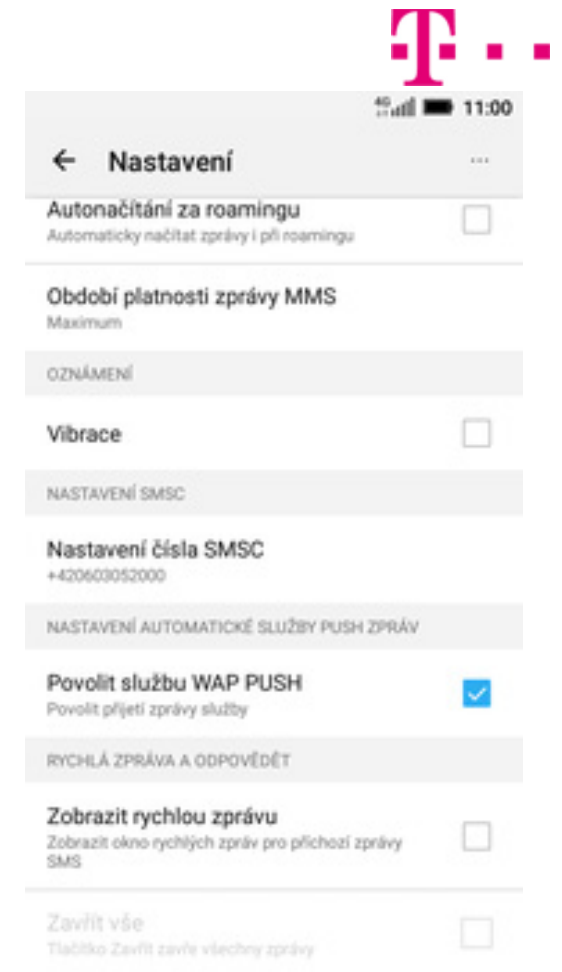 T
4G 11:00
Nastavení
Autonačítání za roamingu
Automaticky načítat zprávy i při roamingu
Období platnosti zprávy MMS
Maximum
OZNÁMENÍ
Vibrace
NASTAVENÍ SMSC
Nastavení čísla SMSC
+420603052000
NASTAVENÍ AUTOMATICKÉ SLUŽBY PUSH ZPRÁV
Povolit službu WAP PUSH
Povolit přijetí zprávy služby
RYCHLÁ ZPRÁVA A ODPOVĚDĚT
Zobrazit rychlou zprávu
Zobrazit okno rychlých zpráv pro příchozí zprávy
SMS
Zavřít vše
Tlačítko Zavřít zavře všechny zprávy